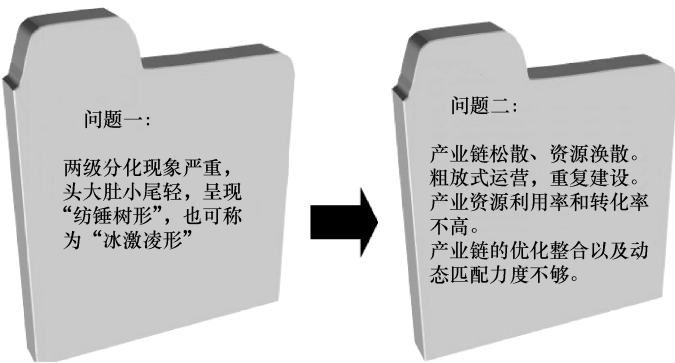 问题一：
两级分化现象严重，
头大肚小尾轻，呈现
“纺锤树形”，也可称
为“冰激凌形”
问题二：
产业链松散、资源涣散。
粗放式运营，重复建设。
产业资源利用率和转化率
不高。
产业链的优化整合以及动
态匹配力度不够。